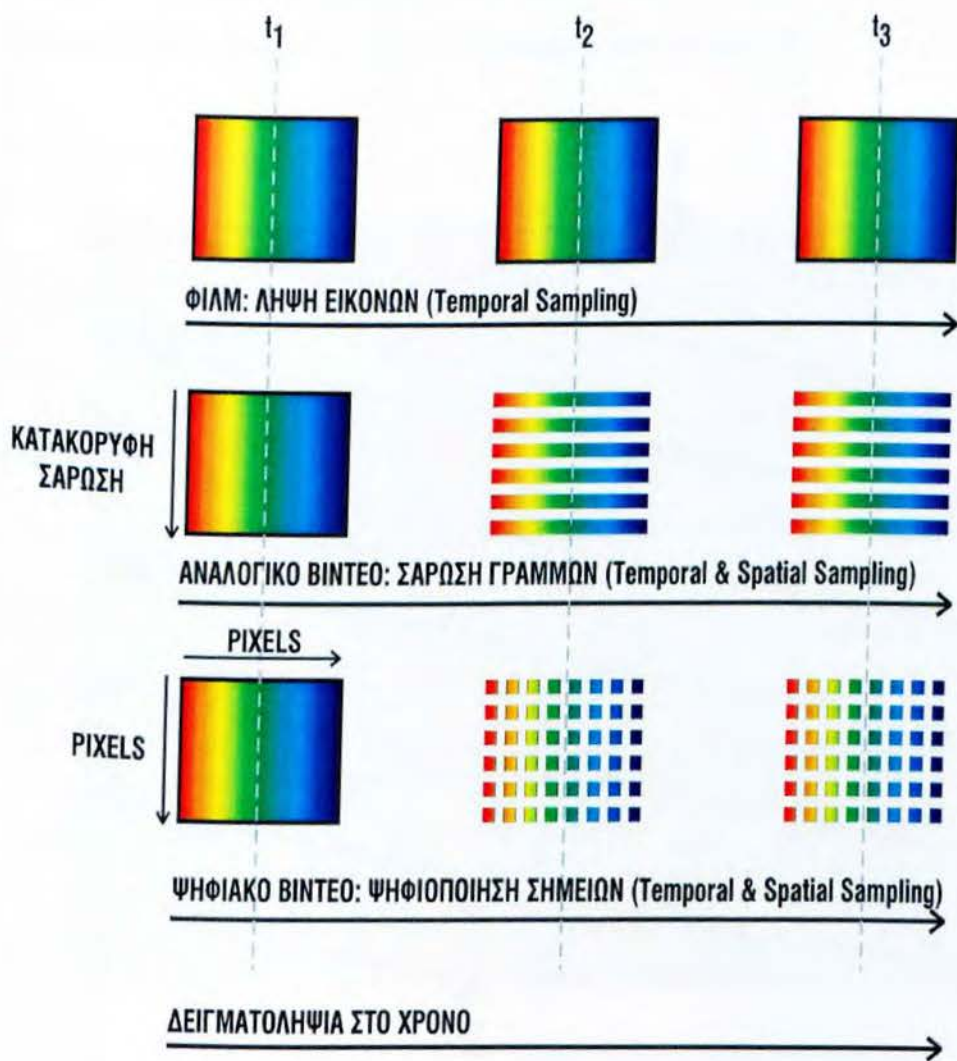 t1 t2 t3
ΦΙΛΜ: ΛΗΨΗ ΕΙΚΟΝΩΝ (Temporal Sampling)
ΚΑΤΑΚΟΡΥΦΗ
ΣΑΡΩΣΗ
ΑΝΑΛΟΓΙΚΟ ΒΙΝΤΕΟ: ΣΑΡΩΣΗ ΓΡΑΜΜΩΝ (Temporal & Spatial Sampling)
PIXELS
PIXELS
ΨΗΦΙΑΚΟ ΒΙΝΤΕΟ: ΨΗΦΙΟΠΟΙΗΣΗ ΣΗΜΕΙΩΝ (Temporal & Spatial Sampling)
ΔΕΙΓΜΑΤΟΛΗΨΙΑ ΣΤΟ ΧΡΟΝΟ